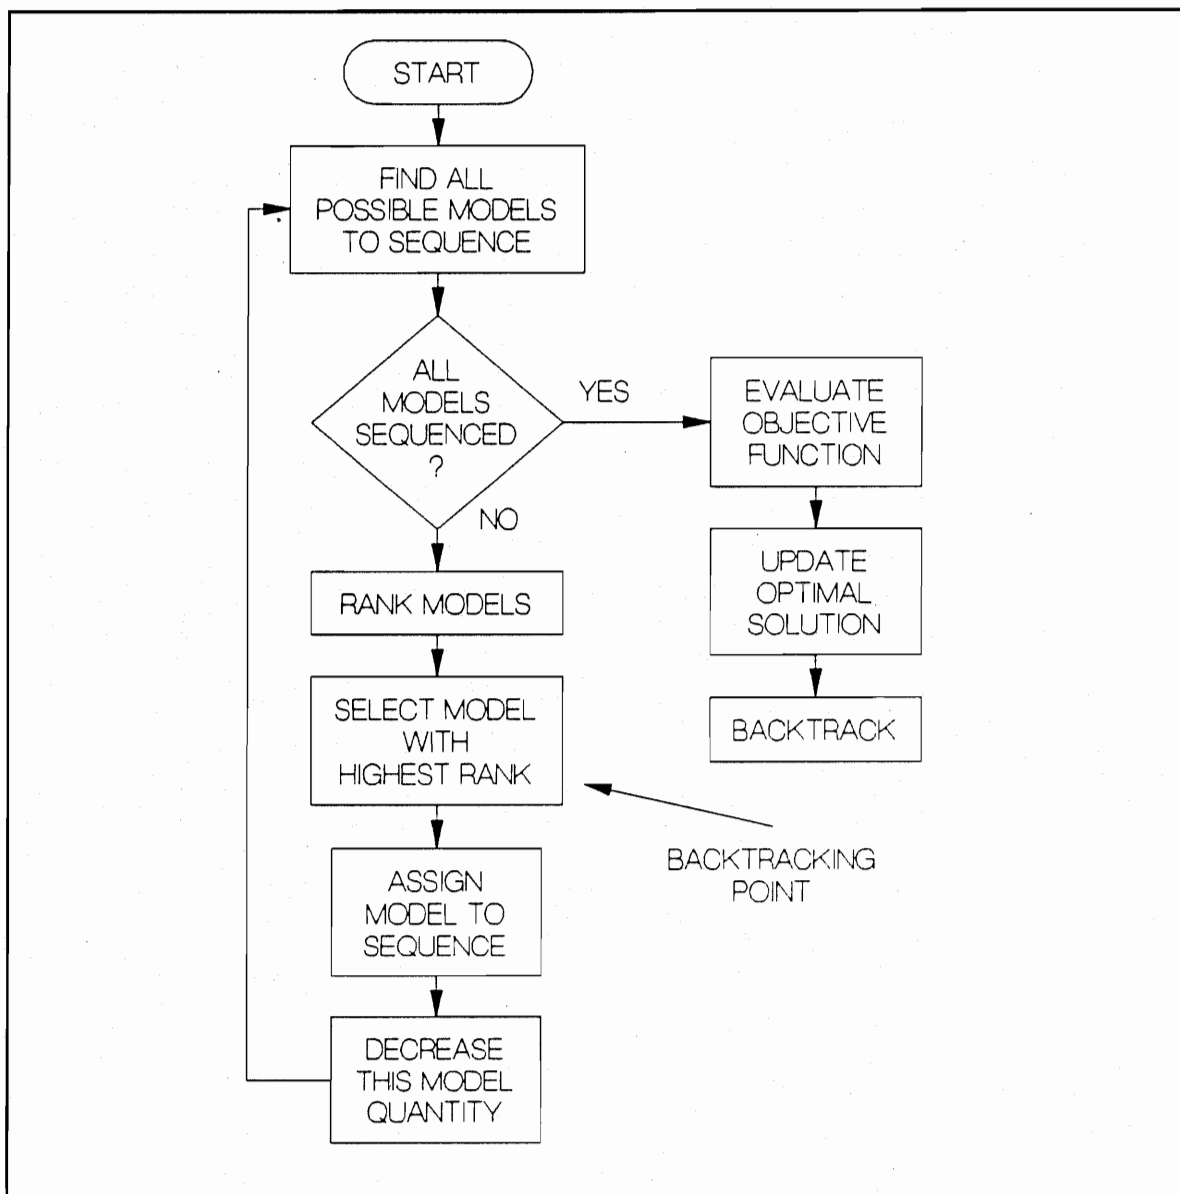 START
FIND ALL
POSSIBLE MODELS
TO SEQUENCE
ALL
MODELS
SEQUENCED
?
YES
NO
EVALUATE
OBJECTIVE
FUNCTION
UPDATE
OPTIMAL
SOLUTION
BACKTRACK
RANK MODELS
SELECT MODEL
WITH
HIGHEST RANK
BACKTRACKING
POINT
ASSIGN
MODEL TO
SEQUENCE
DECREASE
THIS MODEL
QUANTITY